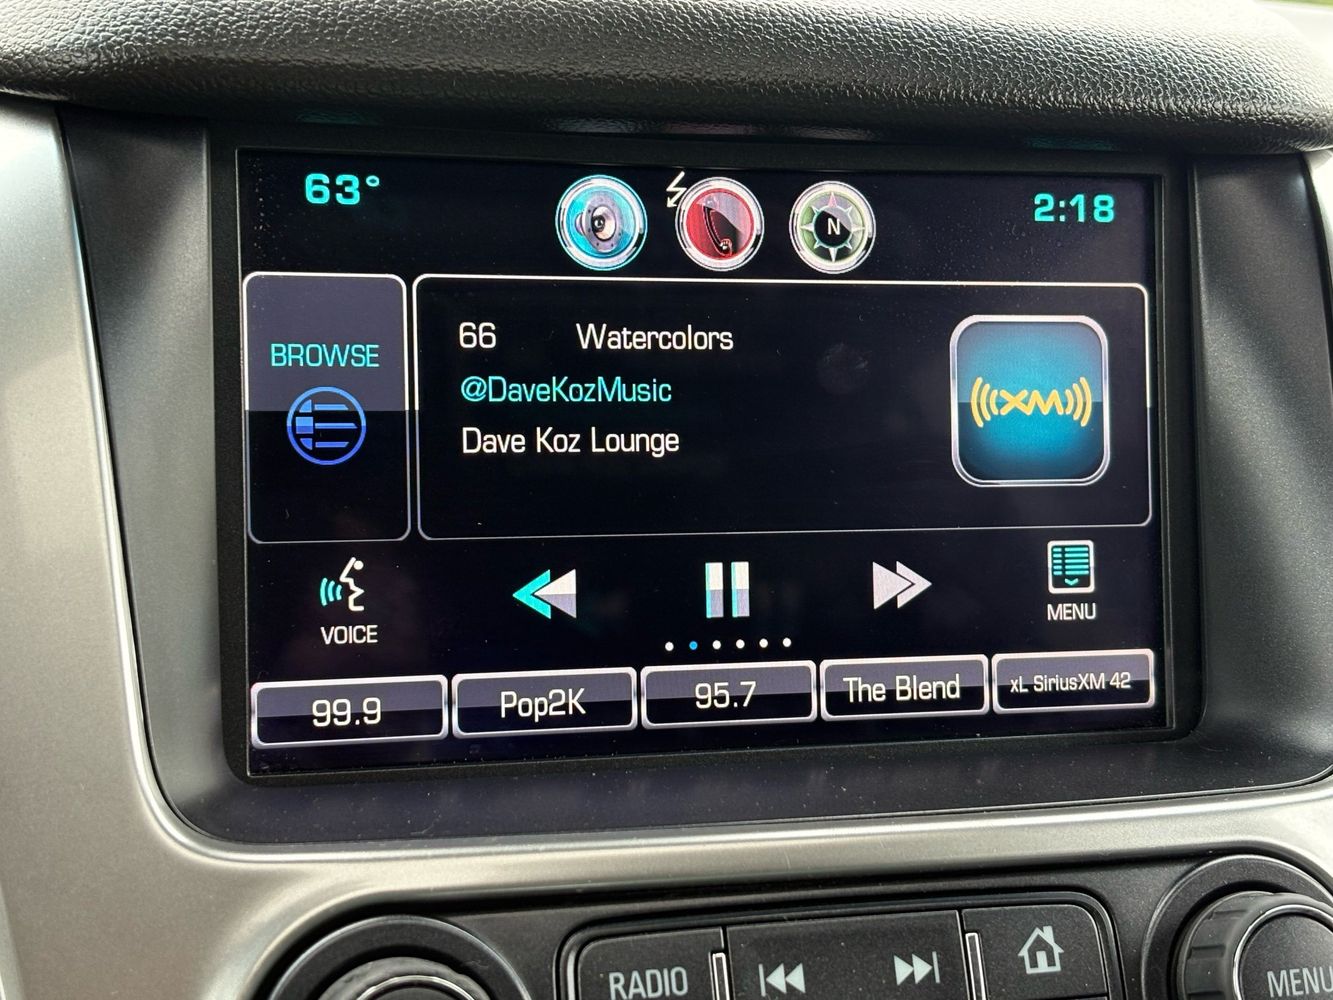 63°
N
2:18
BROWSE
66 Watercolors
@DaveKozMusic
Dave Koz Lounge
XM
VOICE
MENU
99.9
Pop2K
95.7
The Blend
xL SiriusXM 42
RADIO
MENU